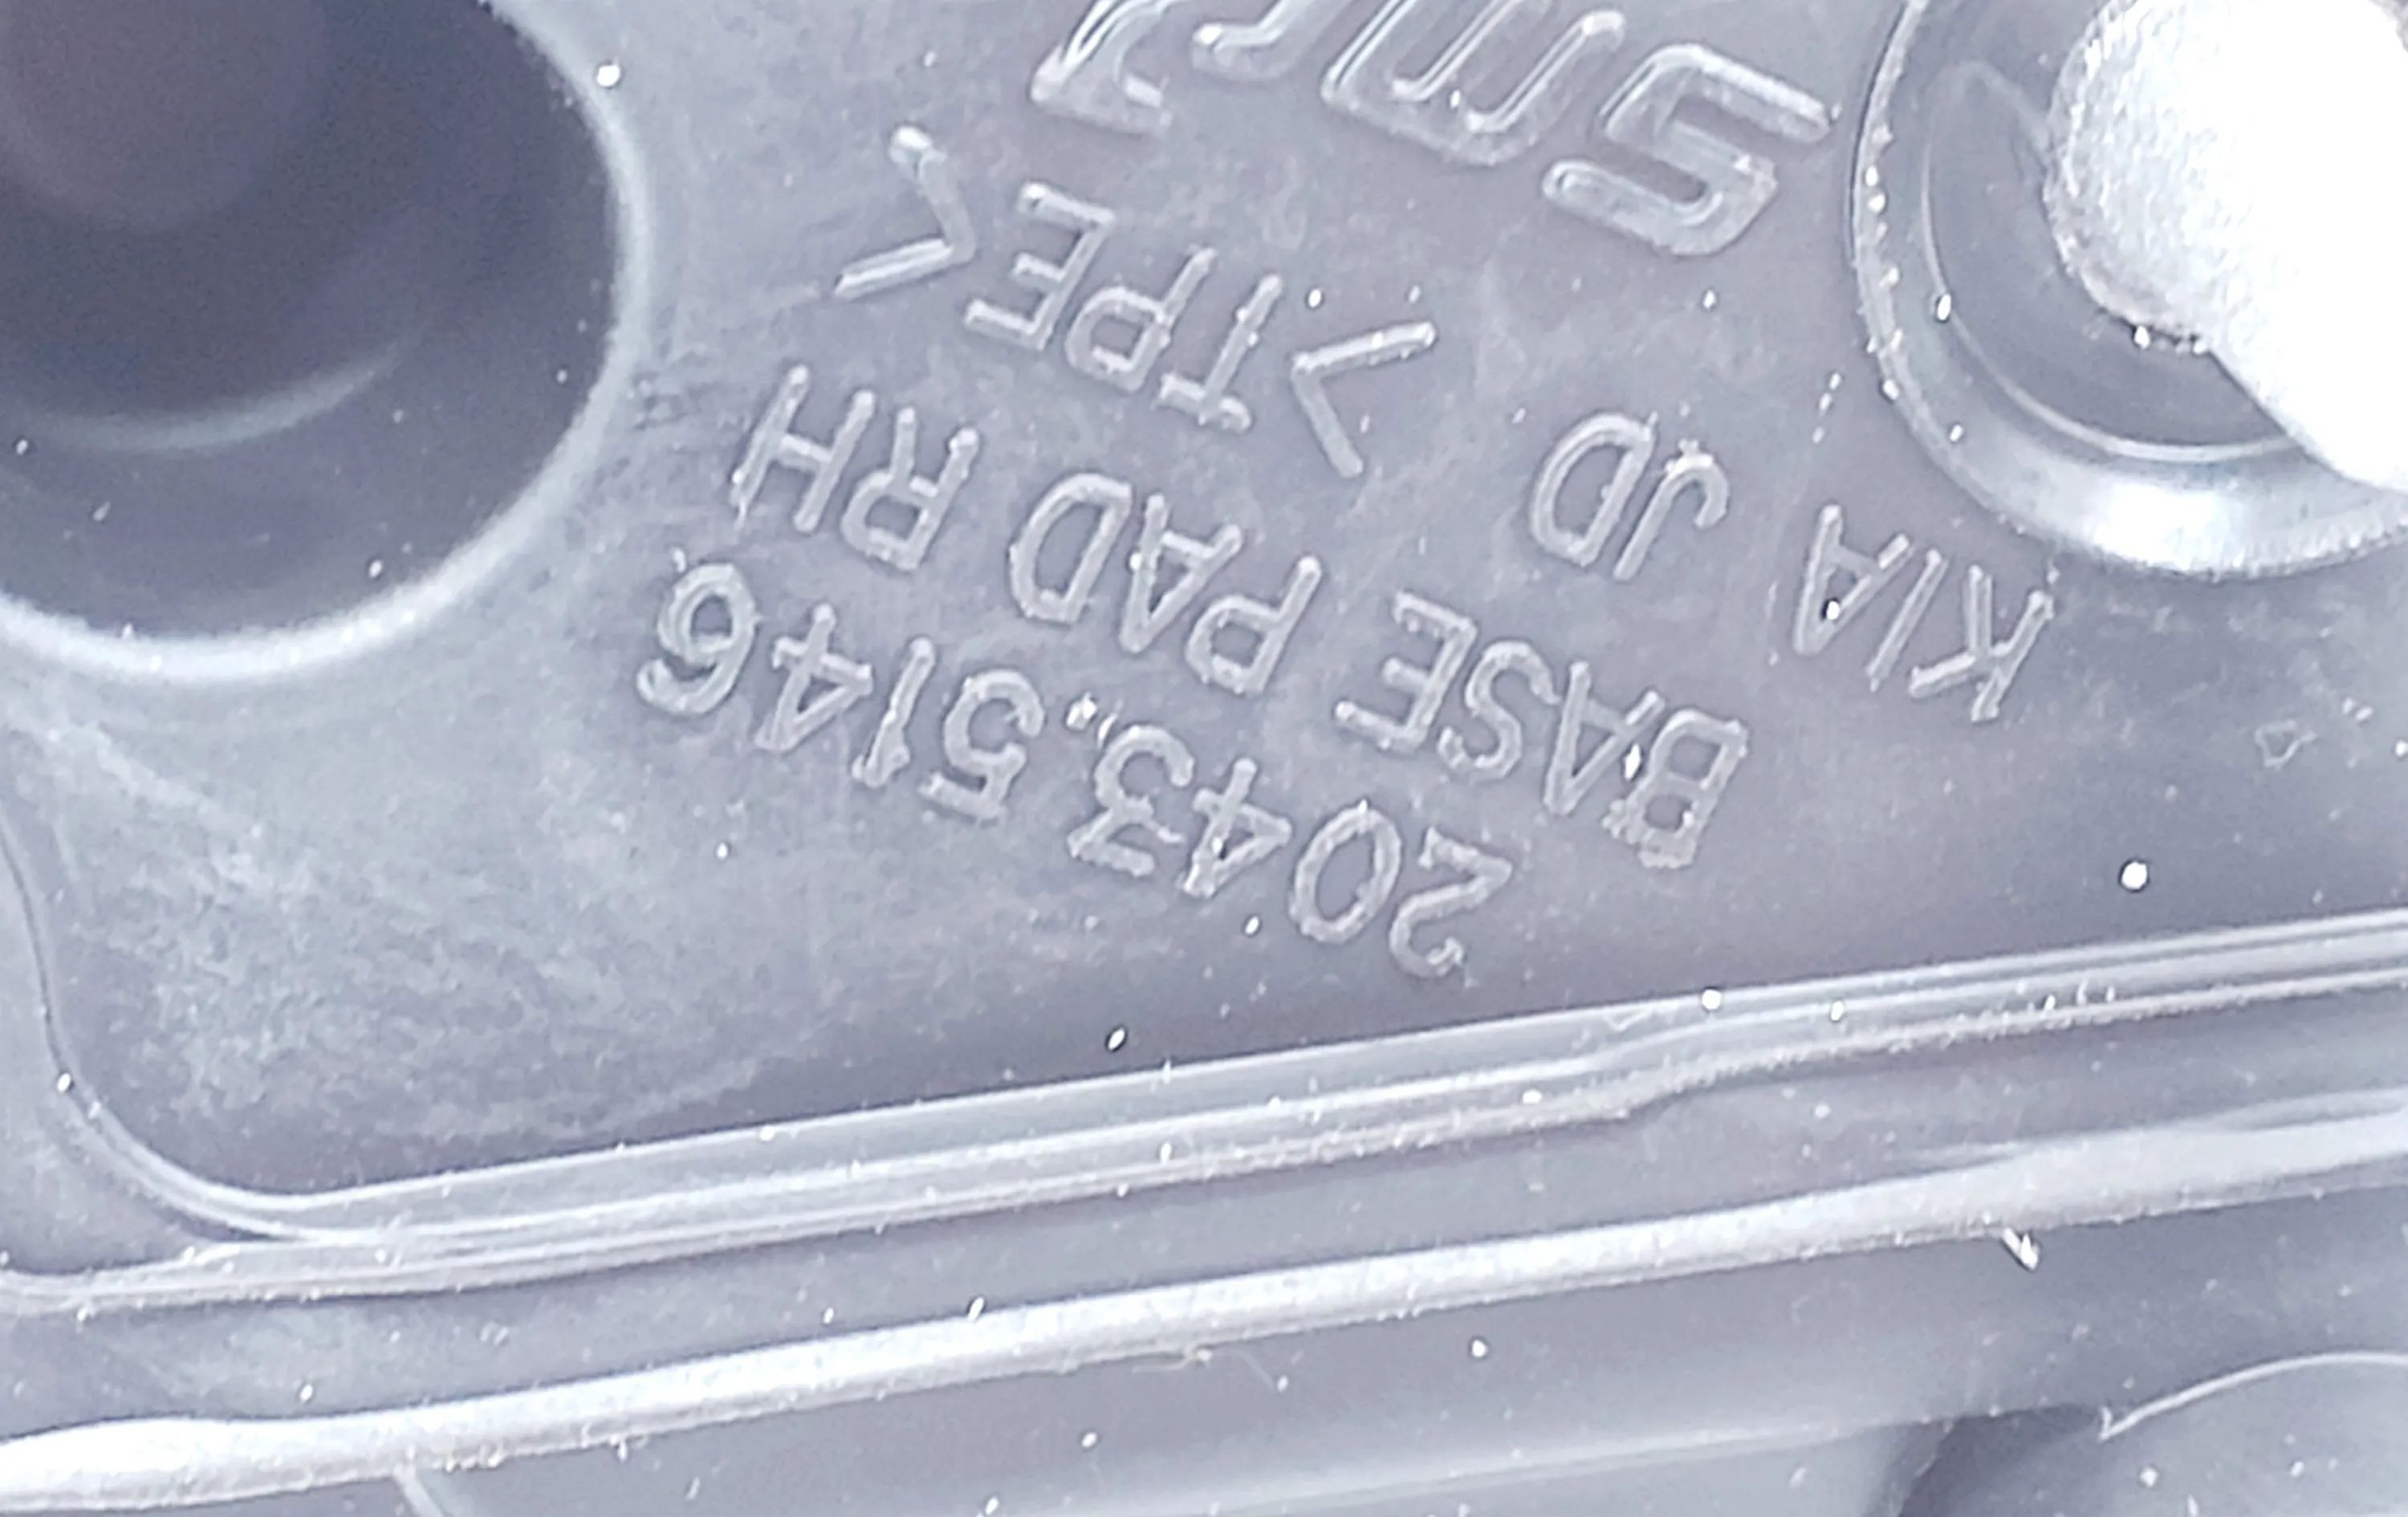 2043.5146
BASE PAD RH
KIA JD
>TPE<